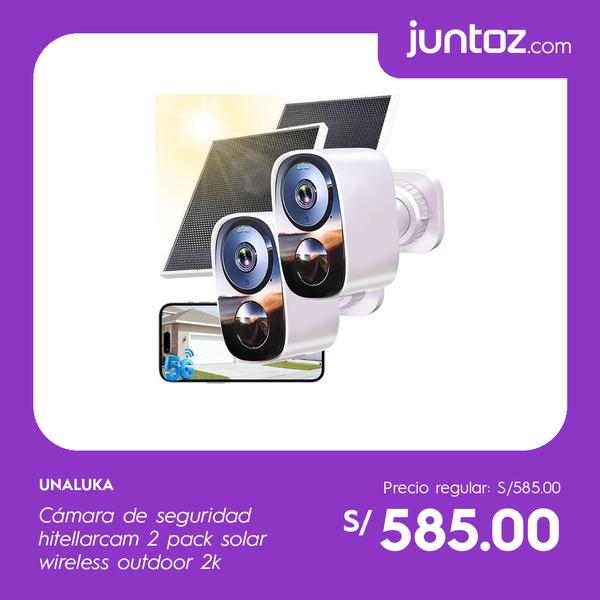 juntoz.com
5G
UNALUKA
Cámara de seguridad
hitellarcam 2 pack solar
wireless outdoor 2k
Precio regular: S/585.00
S/ 585.00